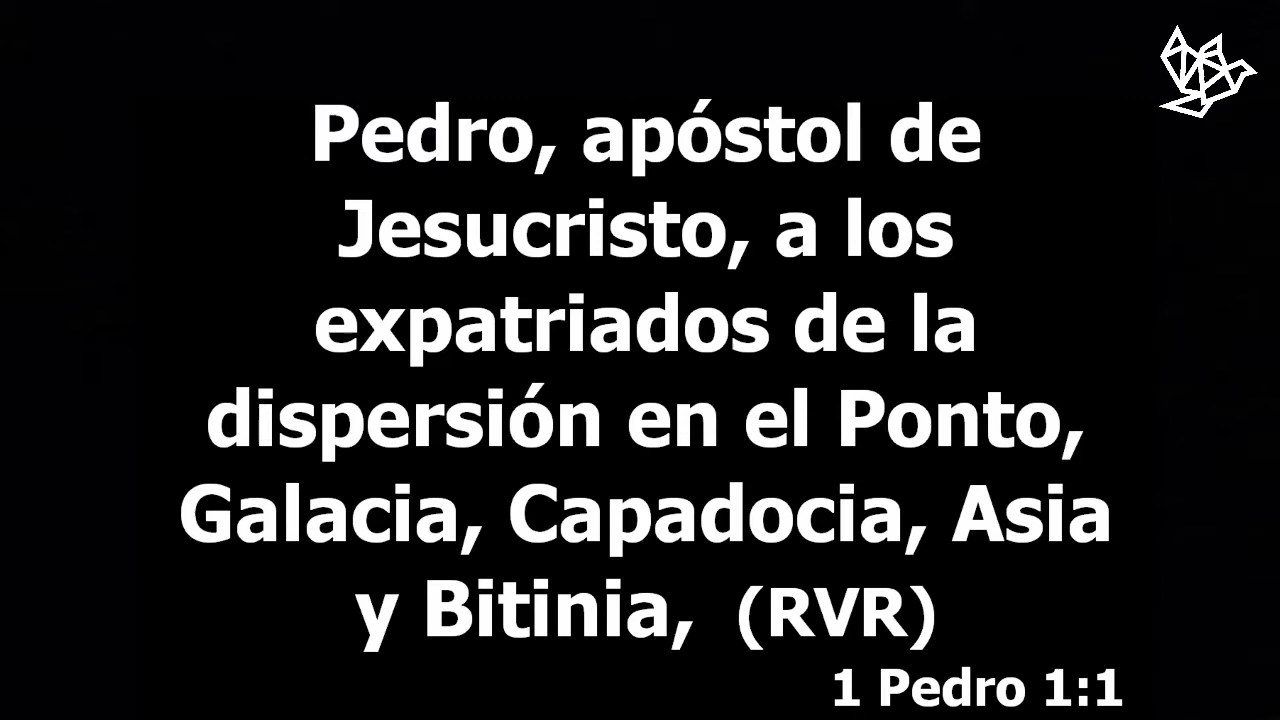 Pedro, apóstol de
Jesucristo, a los
expatriados de la
dispersión en el Ponto,
Galacia, Capadocia, Asia
y Bitinia, (RVR)
1 Pedro 1:1